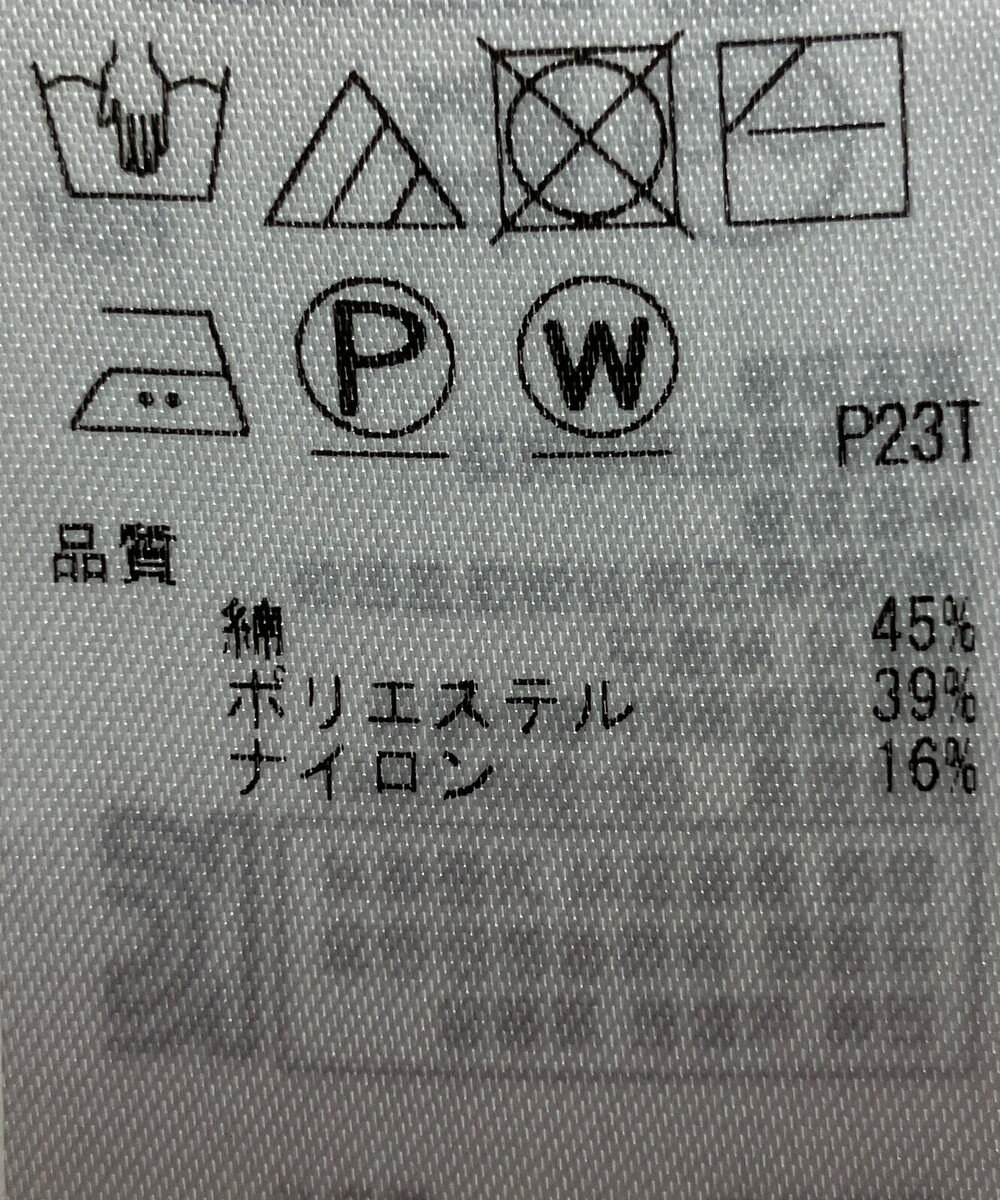 P W
P23T
品質
綿 45%
ポリエステル 39%
ナイロン 16%